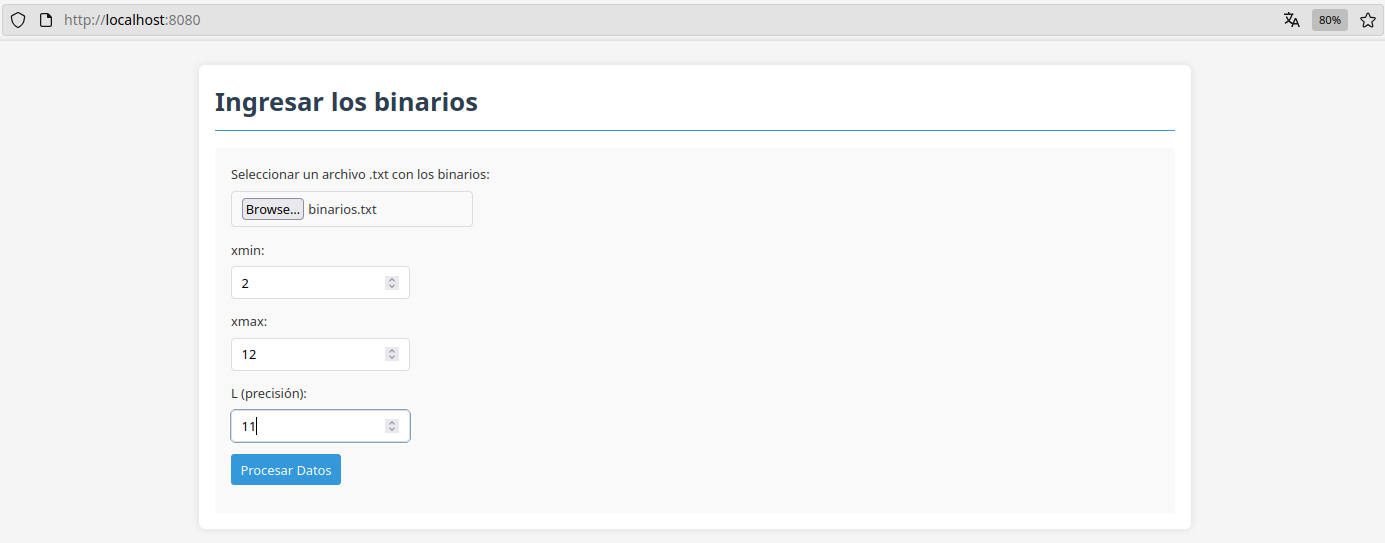 http://localhost:8080
80%
Ingresar los binarios
Seleccionar un archivo .txt con los binarios:
Browse... binarios.txt
xmin:
2
xmax:
12
L (precisión):
11
Procesar Datos